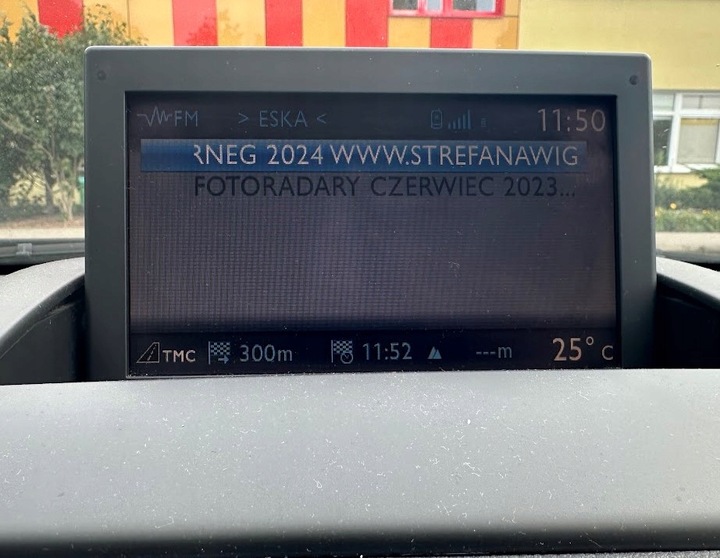 FM > ESKA < 11:50
RNEG 2024 WWW.STREFANAWIG
FOTORADARY CZERWIEC 2023...
TMC 300m 11:52 ---m 25° C